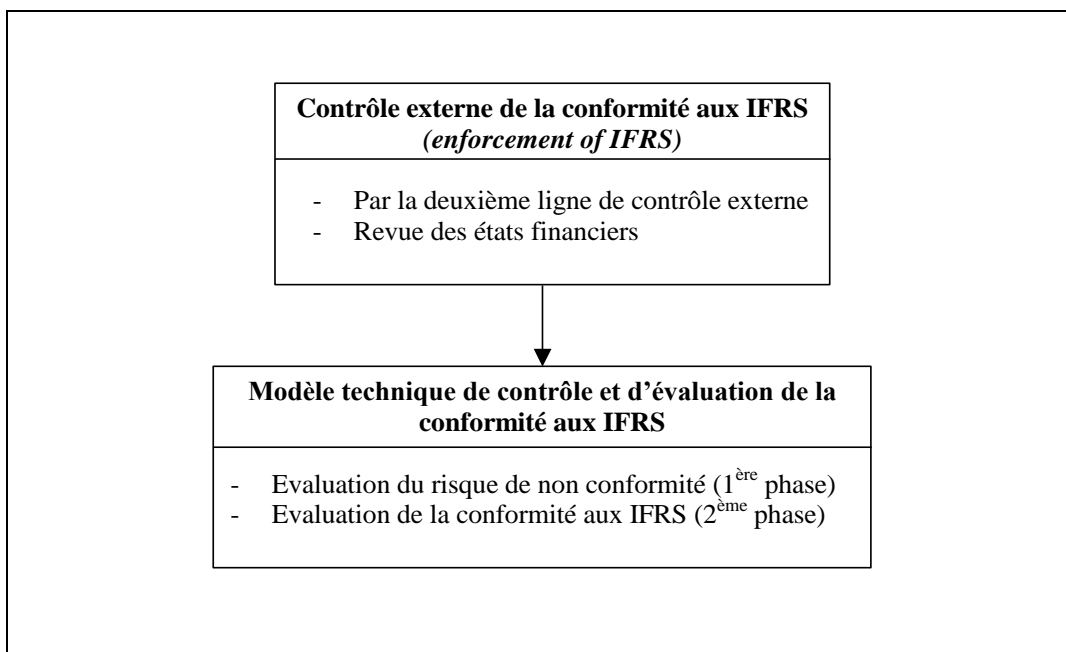 Contrôle externe de la conformité aux IFRS
(enforcement of IFRS)
- Par la deuxième ligne de contrôle externe
- Revue des états financiers
Modèle technique de contrôle et d’évaluation de la
conformité aux IFRS
- Evaluation du risque de non conformité (1ère phase)
- Evaluation de la conformité aux IFRS (2ème phase)